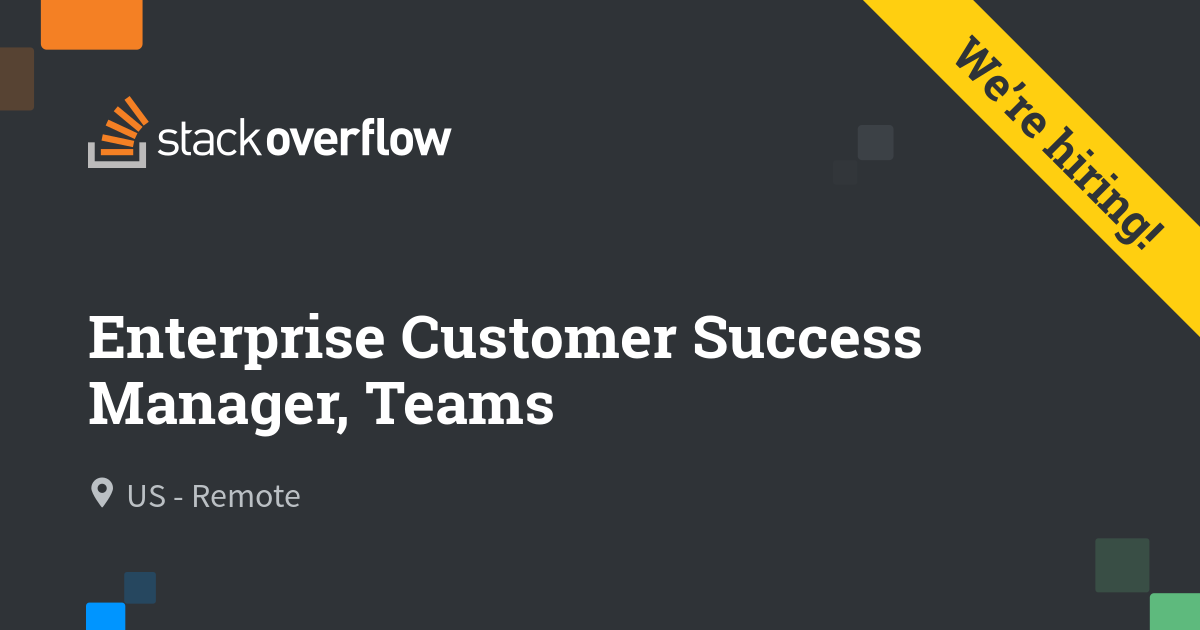 stackoverflow
We're hiring!
Enterprise Customer Success
Manager, Teams
US - Remote